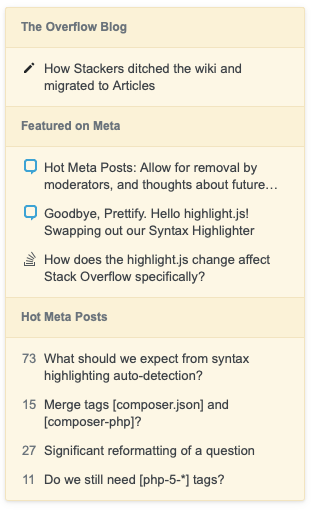 The Overflow Blog
How Stackers ditched the wiki and
migrated to Articles
Featured on Meta
Hot Meta Posts: Allow for removal by
moderators, and thoughts about future…
Goodbye, Prettify. Hello highlight.js!
Swapping out our Syntax Highlighter
How does the highlight.js change affect
Stack Overflow specifically?
Hot Meta Posts
73 What should we expect from syntax
highlighting auto-detection?
15 Merge tags [composer.json] and
[composer-php]?
27 Significant reformatting of a question
11 Do we still need [php-5-*] tags?